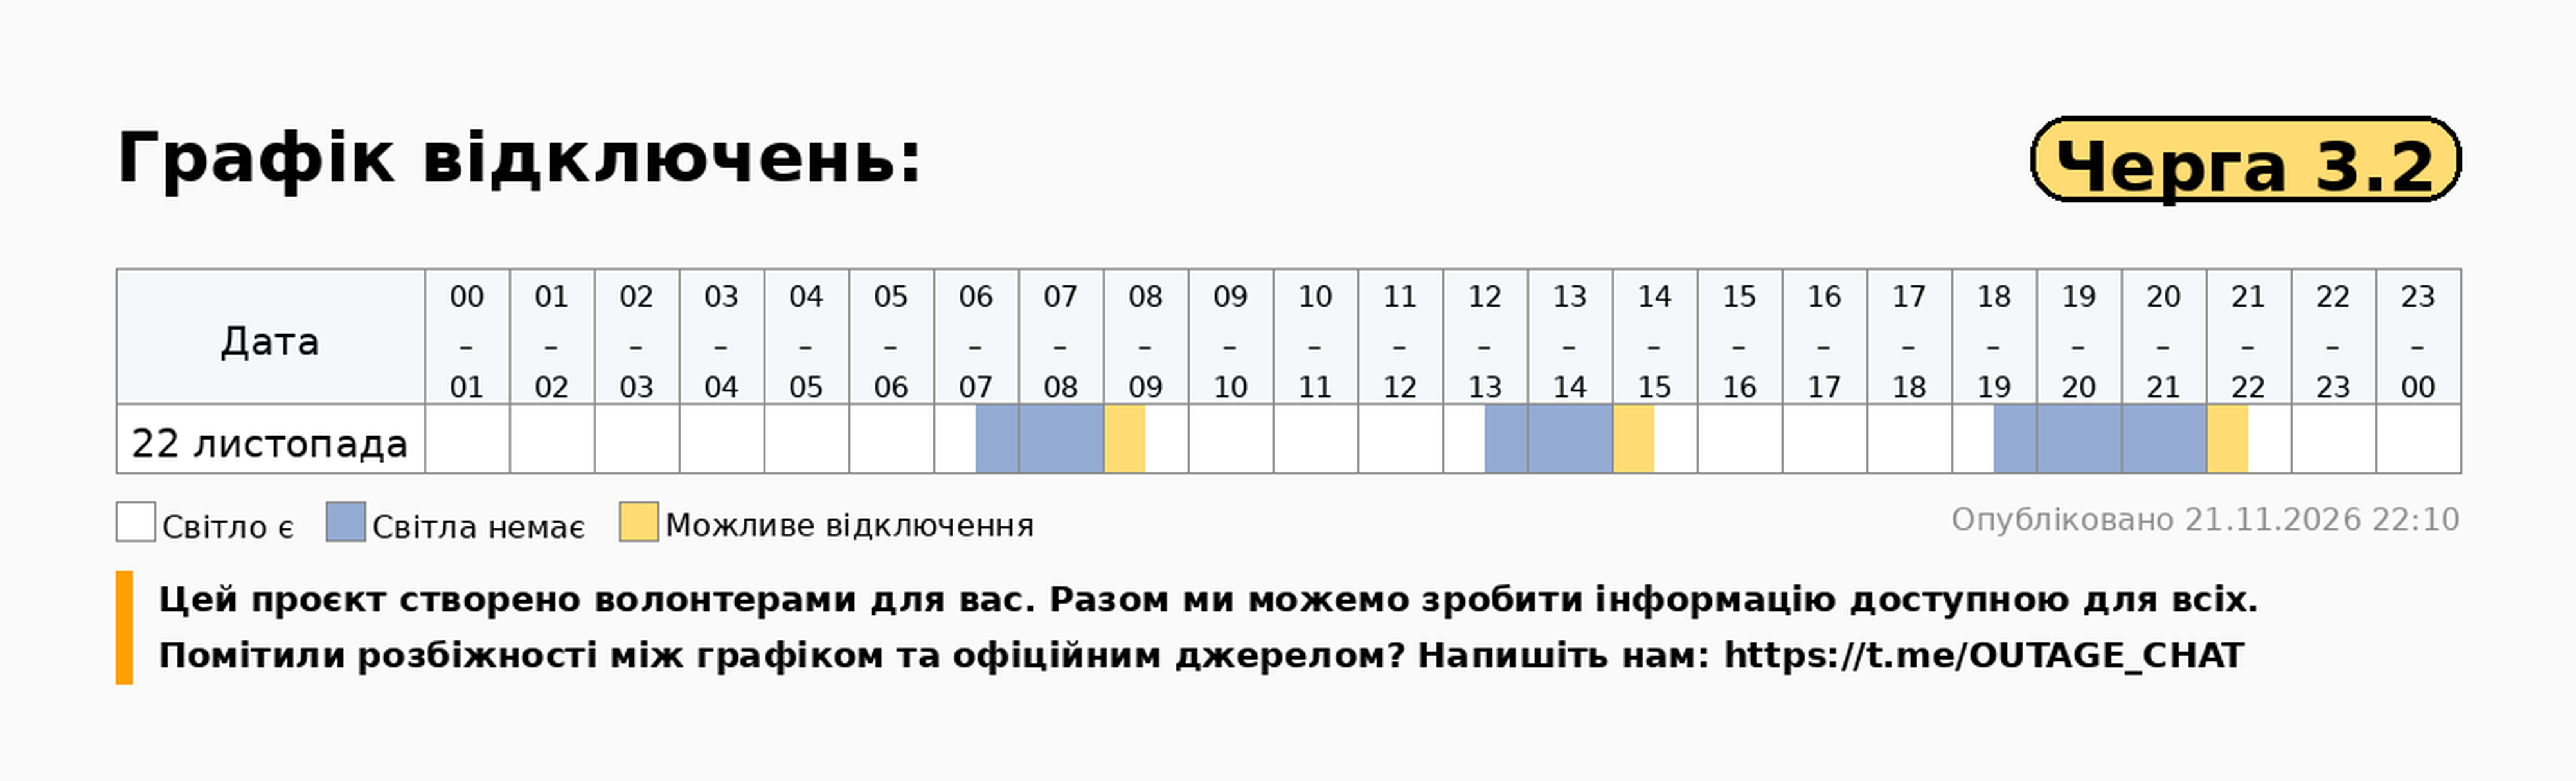 Графік відключень:
Черга 3.2
Дата
00 – 01
01 – 02
02 – 03
03 – 04
04 – 05
05 – 06
06 – 07
07 – 08
08 – 09
09 – 10
10 – 11
11 – 12
12 – 13
13 – 14
14 – 15
15 – 16
16 – 17
17 – 18
18 – 19
19 – 20
20 – 21
21 – 22
22 – 23
23 – 00
22 листопада
Світло є
Світла немає
Можливе відключення
Опубліковано 21.11.2026 22:10
Цей проєкт створено волонтерами для вас. Разом ми можемо зробити інформацію доступною для всіх.
Помітили розбіжності між графіком та офіційним джерелом? Напишіть нам: https://t.me/OUTAGE_CHAT